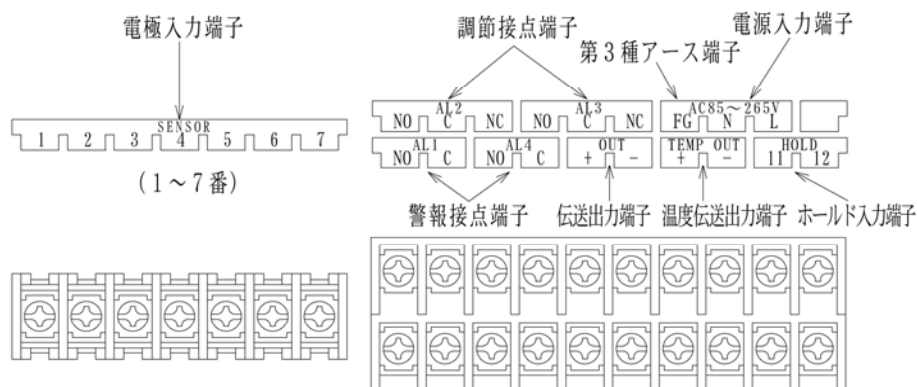 電極入力端子
調節接点端子
電源入力端子
第3種アース端子
SENSOR
1 2 3 4 5 6 7
(1〜7番)
AL2
NO C NC
AL3
NO C NC
AC85〜265V
FG N L
AL1
NO C
AL4
NO C
OUT
+ -
TEMP OUT
+ -
HOLD
11 12
警報接点端子
伝送出力端子
温度伝送出力端子
ホールド入力端子